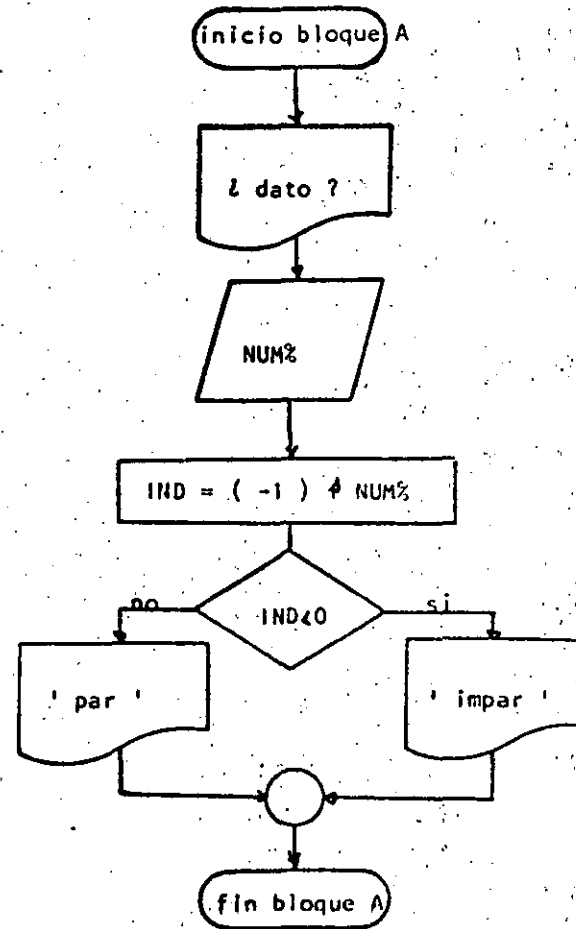 inicio bloque A
¿ dato ?
NUM%
IND = ( -1 ) ↑ NUM%
IND<0
no
si
' par '
' impar '
fin bloque A